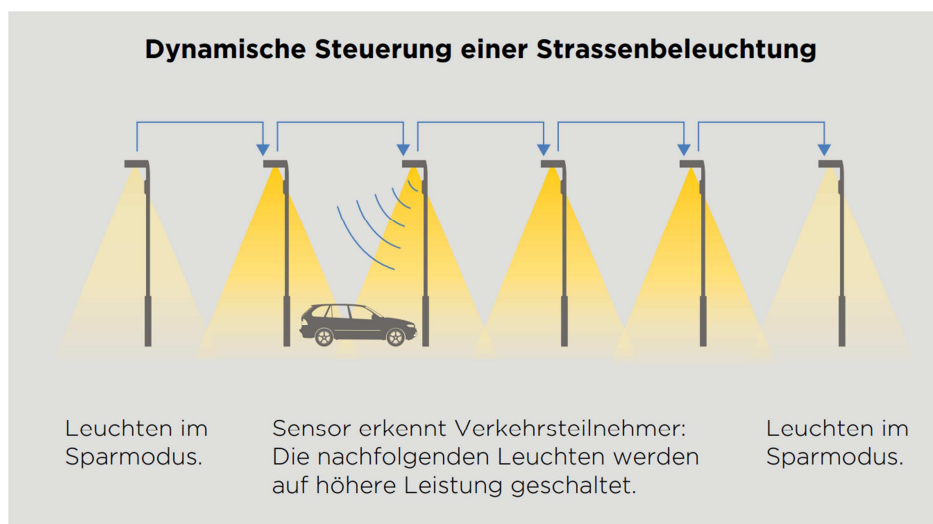 Dynamische Steuerung einer Strassenbeleuchtung
Leuchten im
Sparmodus.
Sensor erkennt Verkehrsteilnehmer:
Die nachfolgenden Leuchten werden
auf höhere Leistung geschaltet.
Leuchten im
Sparmodus.